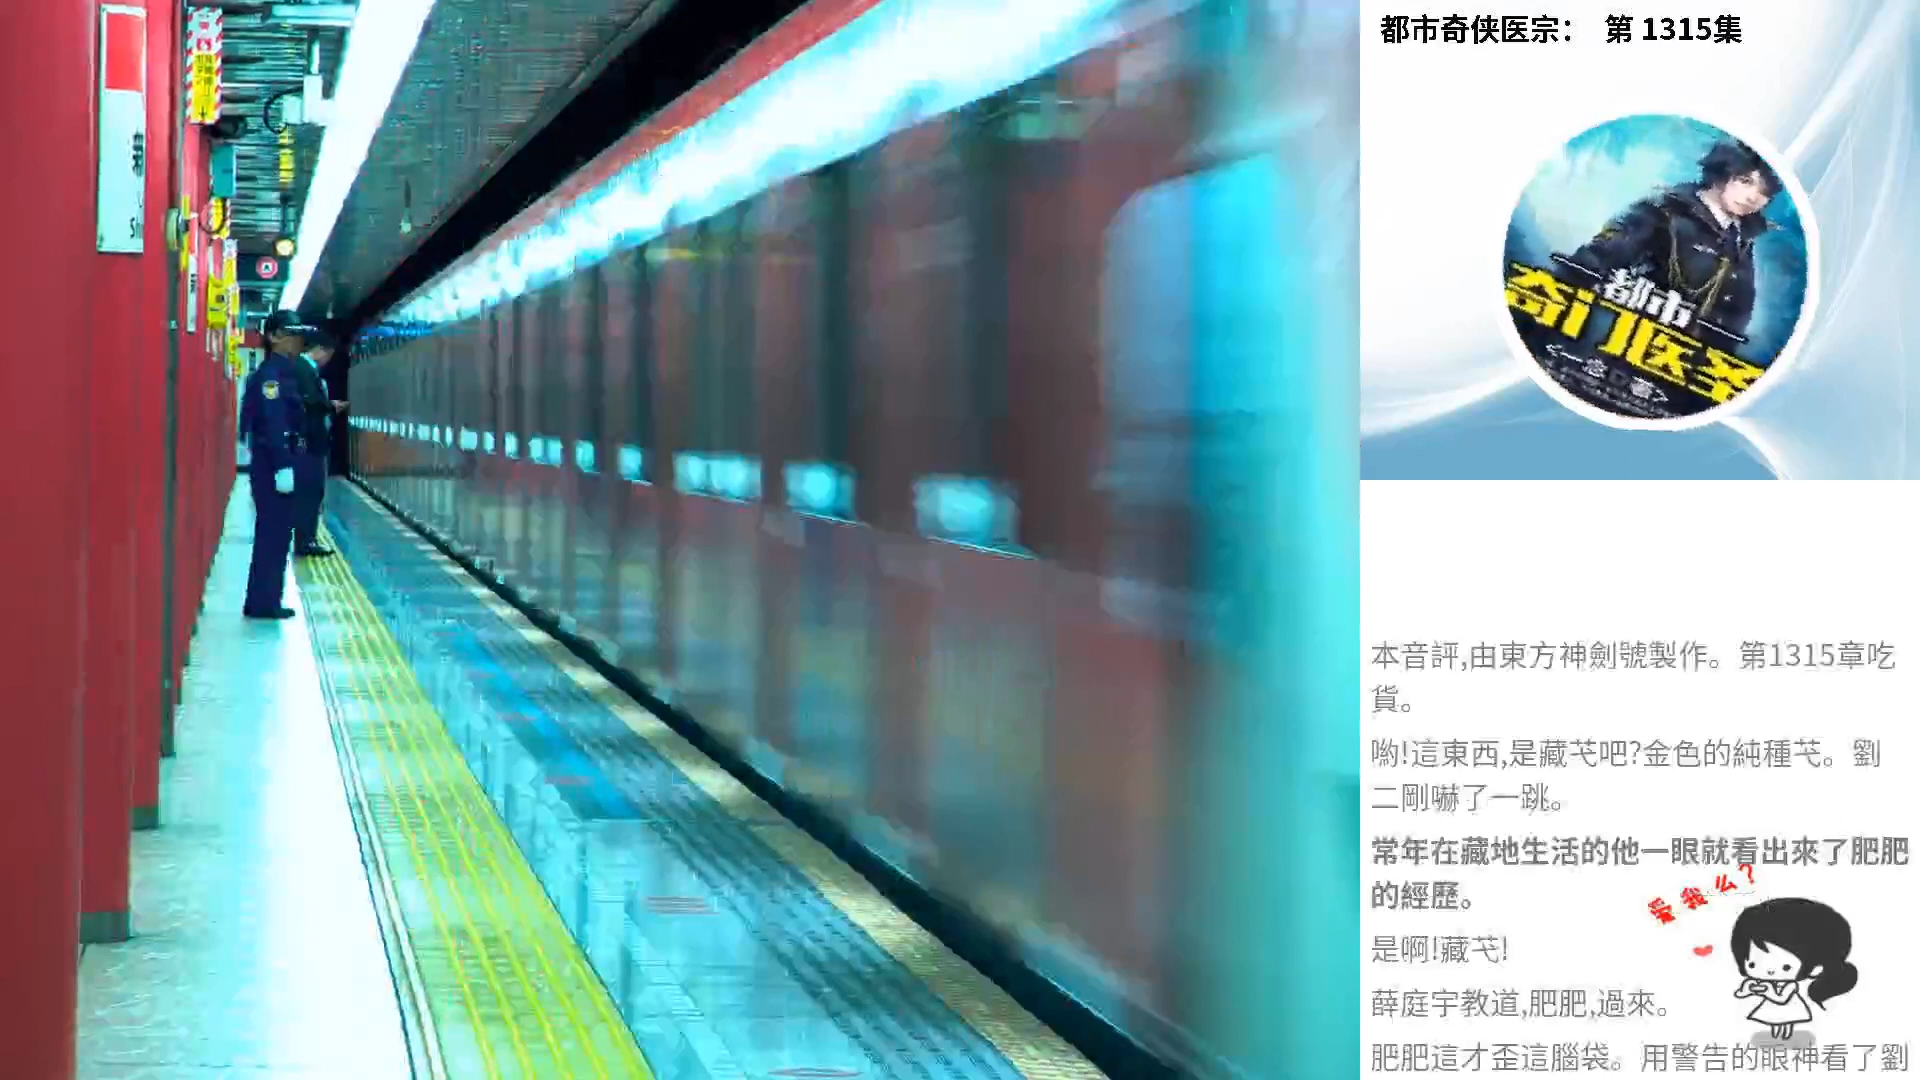 都市奇侠医宗： 第 1315集
都市
奇门医圣
本音評,由東方神劍號製作。第1315章吃
貨。
喲!這東西,是藏芅吧?金色的純種芅。劉
二剛嚇了一跳。
常年在藏地生活的他一眼就看出來了肥肥
的經歷。
爱我么?
是啊!藏芅!
薛庭宇教道,肥肥,過來。
肥肥這才歪這腦袋。用警告的眼神看了劉